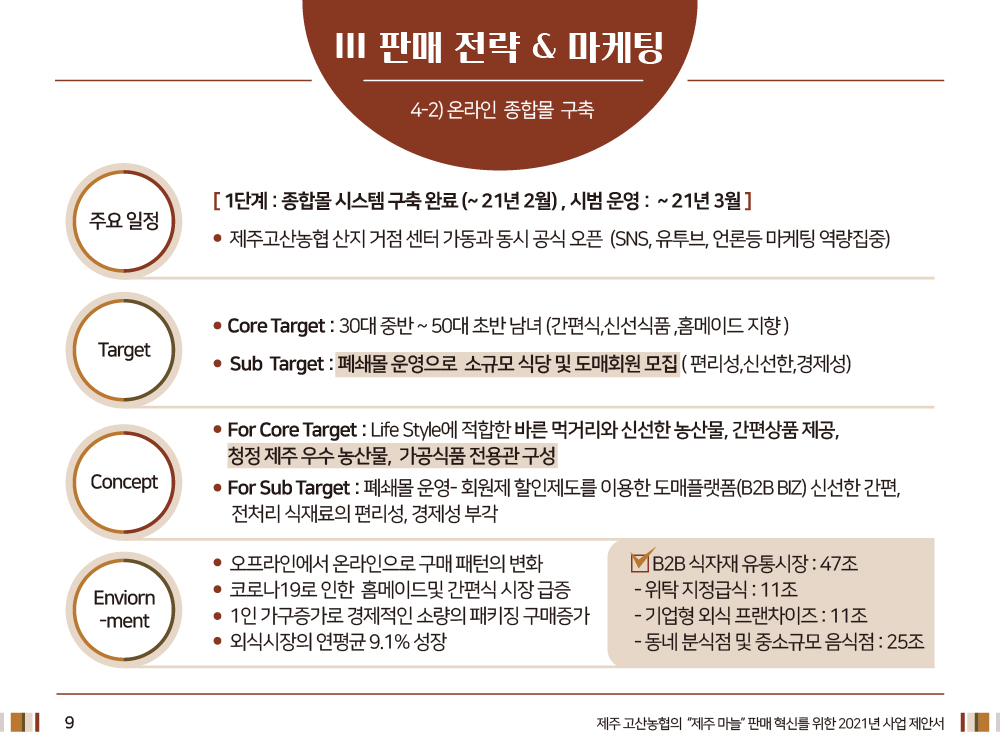 III 판매 전략 & 마케팅
4-2) 온라인 종합몰 구축
주요 일정
[ 1단계 : 종합몰 시스템 구축 완료 (~ 21년 2월) , 시범 운영 : ~ 21년 3월 ]
• 제주고산농협 산지 거점 센터 가동과 동시 공식 오픈 (SNS, 유투브, 언론등 마케팅 역량집중)
Target
• Core Target : 30대 중반 ~ 50대 초반 남녀 (간편식,신선식품 ,홈메이드 지향 )
• Sub Target : 폐쇄몰 운영으로 소규모 식당 및 도매회원 모집 ( 편리성,신선한,경제성)
Concept
• For Core Target : Life Style에 적합한 바른 먹거리와 신선한 농산물, 간편상품 제공,
청정 제주 우수 농산물, 가공식품 전용관 구성
• For Sub Target : 폐쇄몰 운영- 회원제 할인제도를 이용한 도매플랫폼(B2B BIZ) 신선한 간편,
전처리 식재료의 편리성, 경제성 부각
Enviorn
-ment
• 오프라인에서 온라인으로 구매 패턴의 변화
• 코로나19로 인한 홈메이드및 간편식 시장 급증
• 1인 가구증가로 경제적인 소량의 패키징 구매증가
• 외식시장의 연평균 9.1% 성장
B2B 식자재 유통시장 : 47조
- 위탁 지정급식 : 11조
- 기업형 외식 프랜차이즈 : 11조
- 동네 분식점 및 중소규모 음식점 : 25조
9
제주 고산농협의 "제주 마늘" 판매 혁신를 위한 2021년 사업 제안서